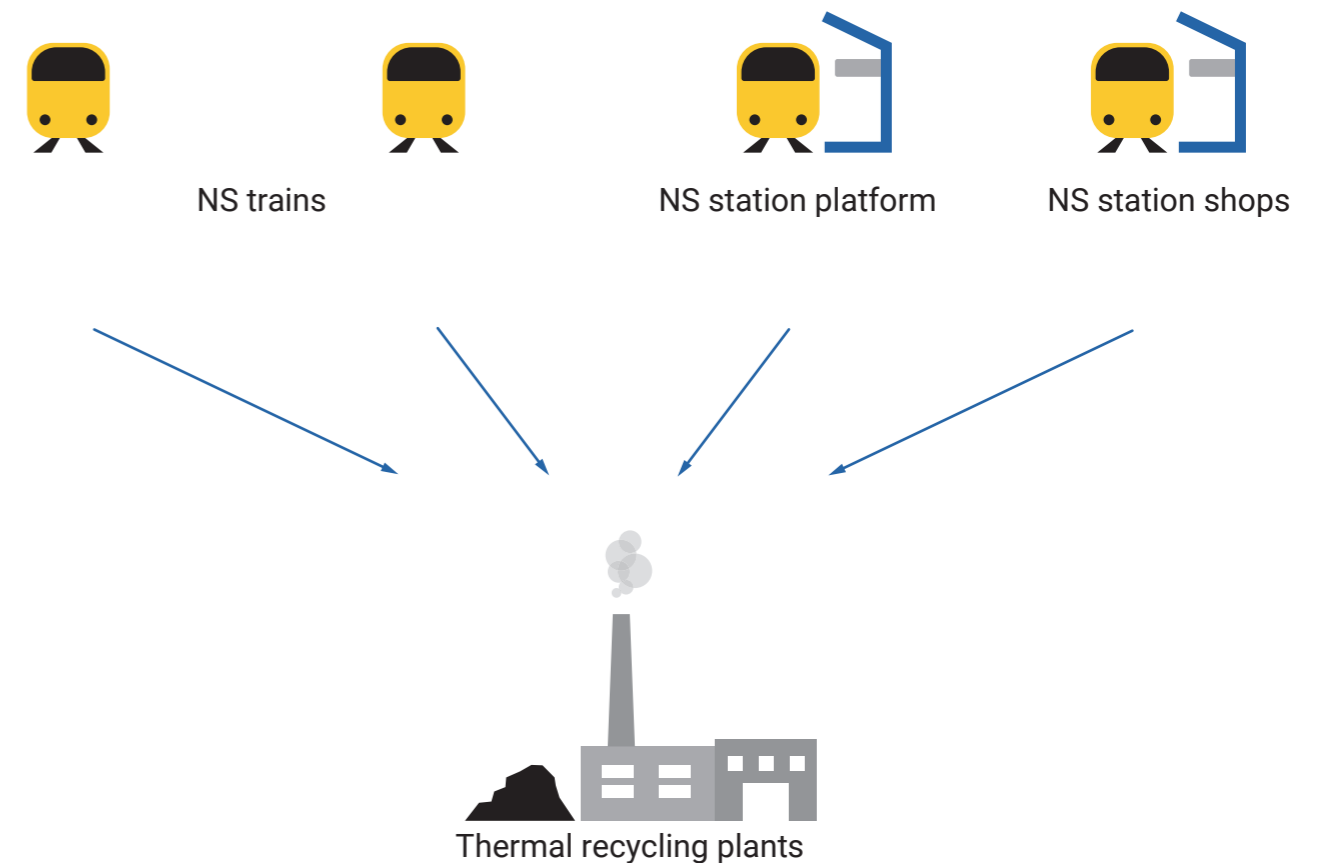 NS trains
NS station platform
NS station shops
Thermal recycling plants